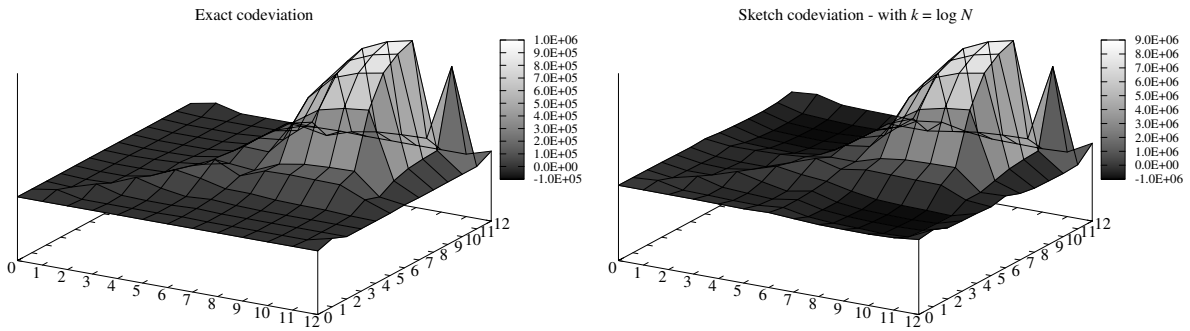 Exact codeviation
1.0E+06
9.0E+05
8.0E+05
7.0E+05
6.0E+05
5.0E+05
4.0E+05
3.0E+05
2.0E+05
1.0E+05
0.0E+00
-1.0E+05
0 1 2 3 4 5 6 7 8 9 10 11 12
0 1 2 3 4 5 6 7 8 9 10 11 12
Sketch codeviation - with k = log N
9.0E+06
8.0E+06
7.0E+06
6.0E+06
5.0E+06
4.0E+06
3.0E+06
2.0E+06
1.0E+06
0.0E+00
-1.0E+06
0 1 2 3 4 5 6 7 8 9 10 11 12
0 1 2 3 4 5 6 7 8 9 10 11 12